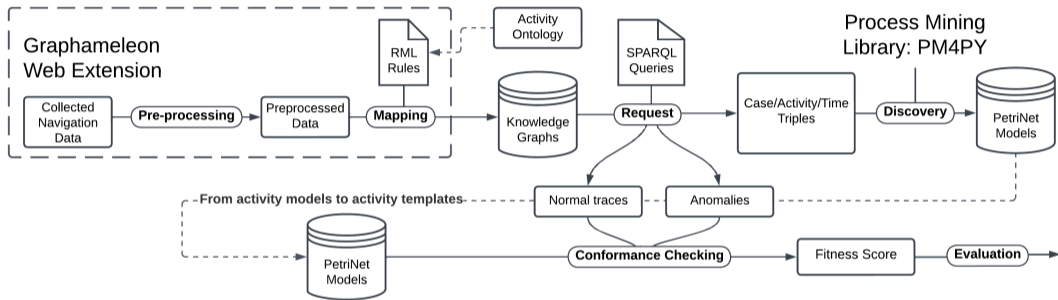 Graphameleon
Web Extension
RML
Rules
Activity
Ontology
SPARQL
Queries
Process Mining
Library: PM4PY
Collected
Navigation
Data
Pre-processing
Preprocessed
Data
Mapping
Knowledge
Graphs
Request
Case/Activity/Time
Triples
Discovery
PetriNet
Models
From activity models to activity templates
Normal traces
Anomalies
PetriNet
Models
Conformance Checking
Fitness Score
Evaluation